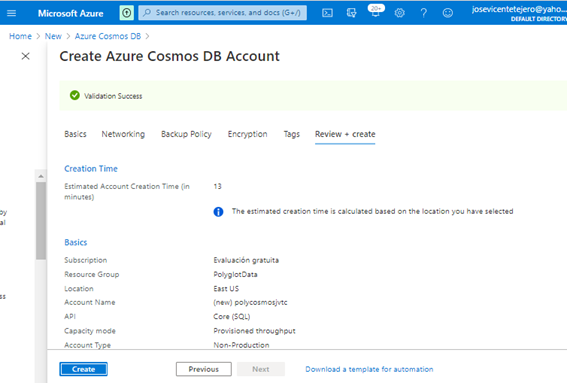 Microsoft Azure
Search resources, services, and docs (G+/)
20+
josevicentetejero@yaho...
DEFAULT DIRECTORY
Home > New > Azure Cosmos DB >
Create Azure Cosmos DB Account
Validation Success
Basics Networking Backup Policy Encryption Tags Review + create
Creation Time
Estimated Account Creation Time (in minutes) 13
The estimated creation time is calculated based on the location you have selected
Basics
Subscription Evaluación gratuita
Resource Group PolyglotData
Location East US
Account Name (new) polycosmosjvtc
API Core (SQL)
Capacity mode Provisioned throughput
Account Type Non-Production
Create Previous Next Download a template for automation